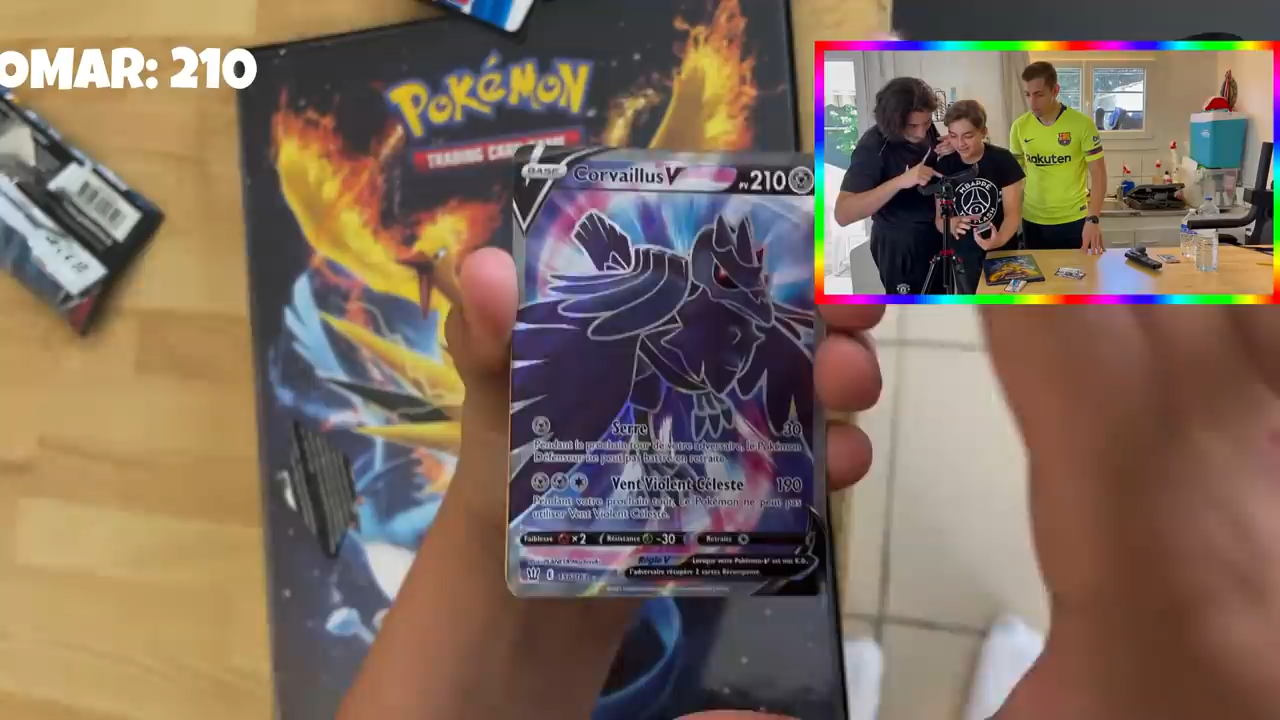 OMAR: 210
POKéMON
TRADING CARD GAME
BASE
Corvaillus V
PV 210
Rakuten
MBAPPÉ
FLASH
Serre 30
Pendant le prochain tour de votre adversaire, le Pokémon
Défenseur ne peut pas battre en retraite.
Vent Violent Céleste 190
Pendant votre prochain tour, ce Pokémon ne peut pas
utiliser Vent Violent Céleste.
Faiblesse ×2 Résistance -30 Retraite
Règle V Lorsque votre Pokémon-V est mis K.O.,
l'adversaire récupère 2 cartes Récompense.